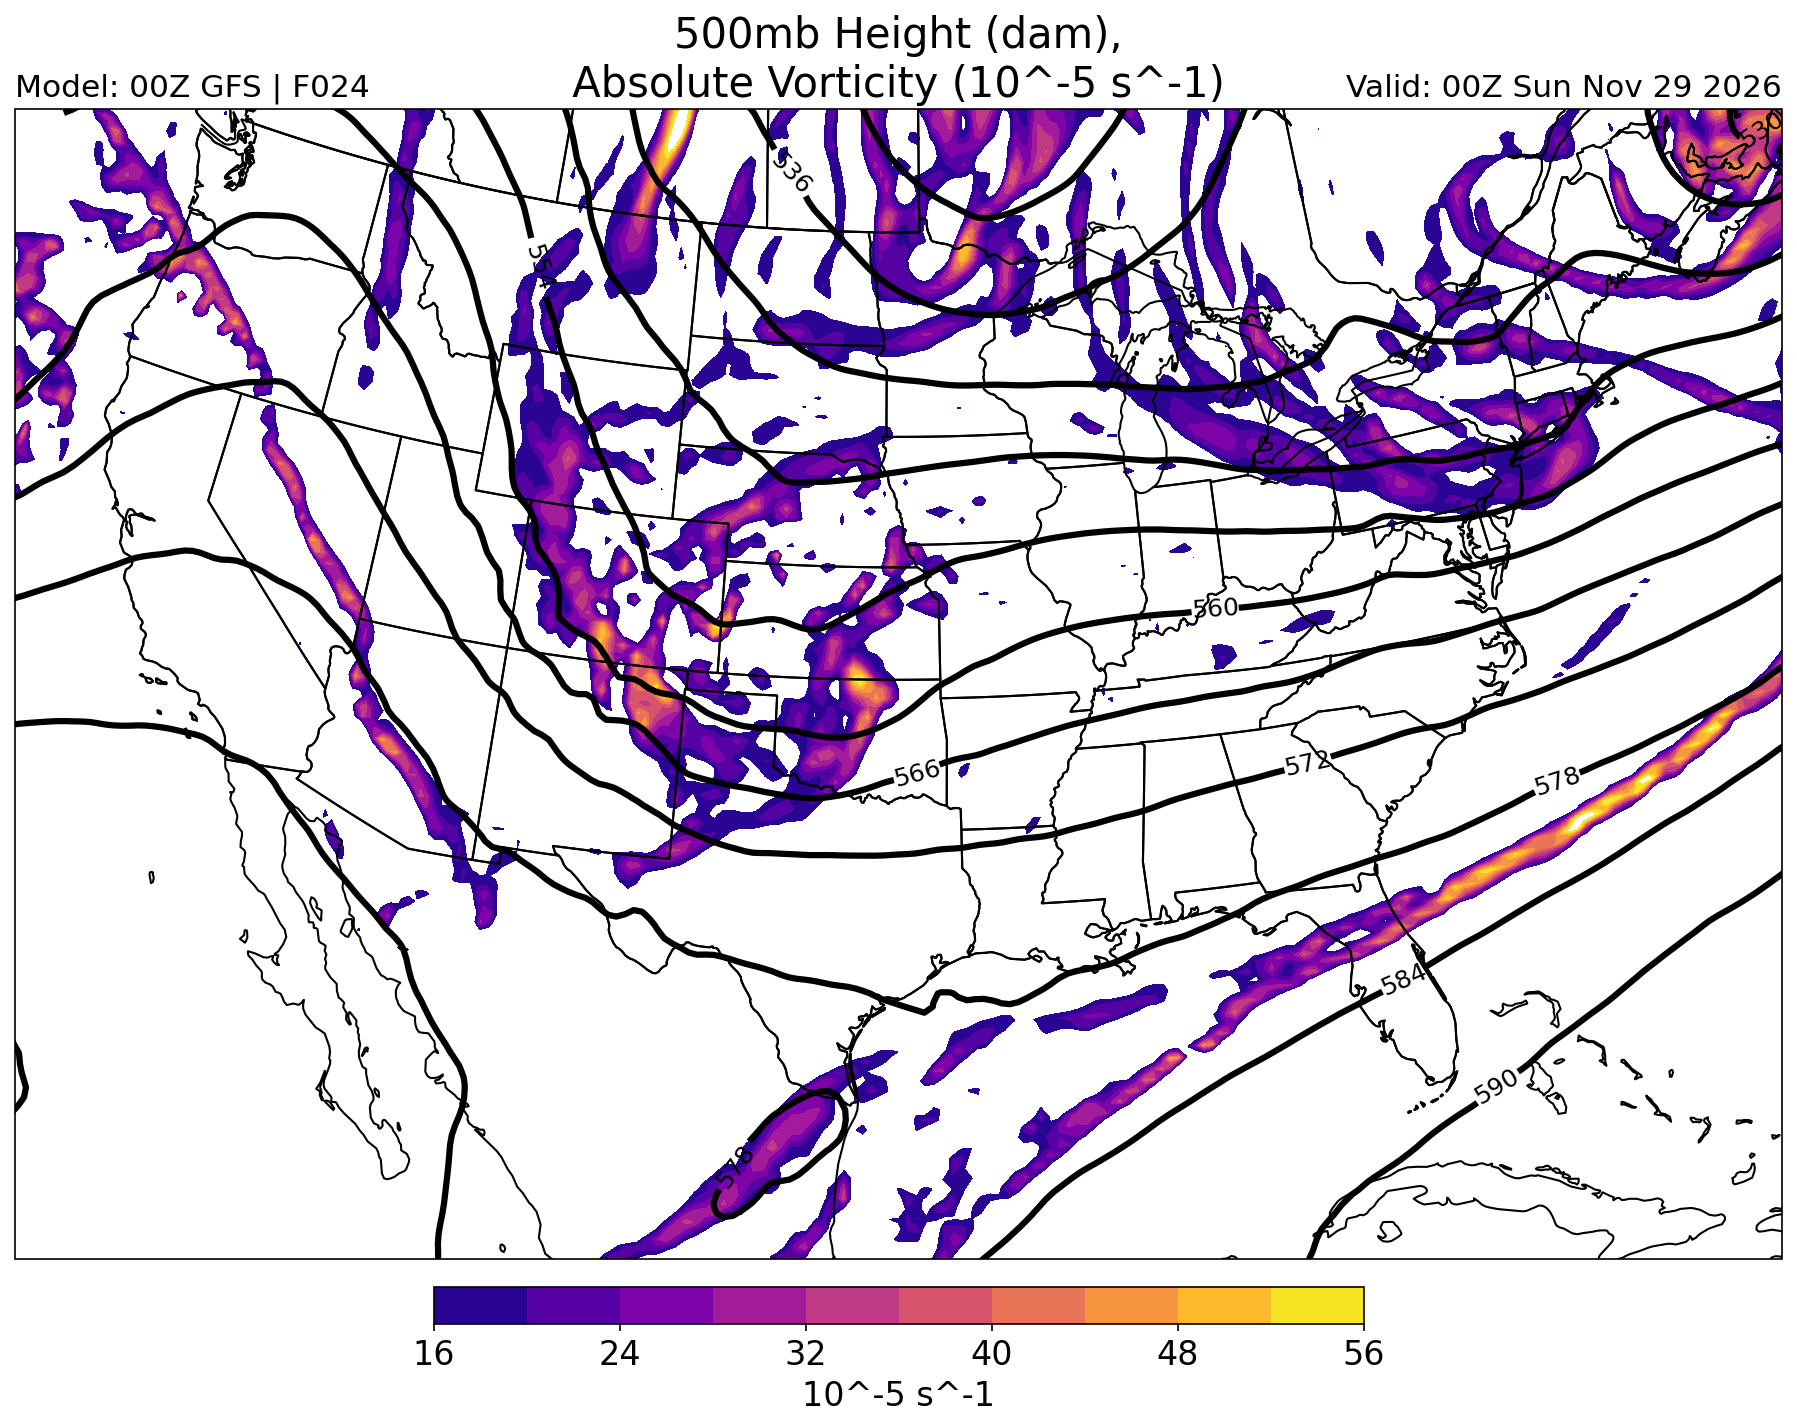 500mb Height (dam),
Absolute Vorticity (10^-5 s^-1)
Model: 00Z GFS | F024
Valid: 00Z Sun Nov 29 2026
530
536
554
560
566
572
578
584
590
578
16 24 32 40 48 56
10^-5 s^-1